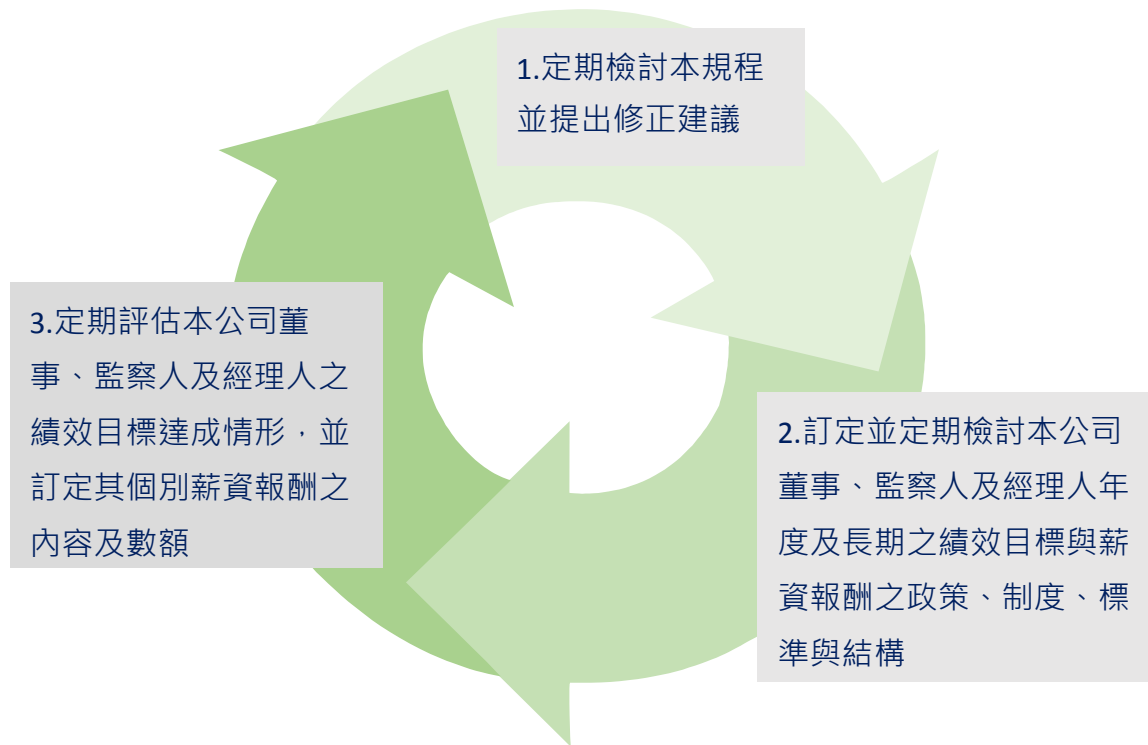 1.定期檢討本規程
並提出修正建議
2.訂定並定期檢討本公司
董事、監察人及經理人年
度及長期之績效目標與薪
資報酬之政策、制度、標
準與結構
3.定期評估本公司董
事、監察人及經理人之
績效目標達成情形，並
訂定其個別薪資報酬之
內容及數額